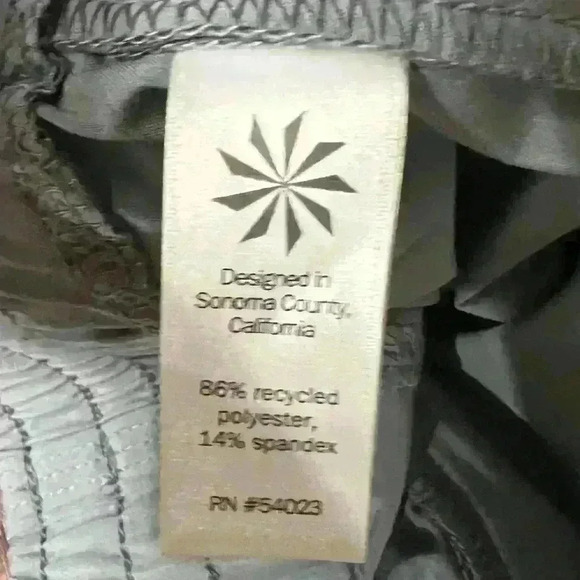 Designed in
Sonoma County,
California
86% recycled
polyester,
14% spandex
RN #54023